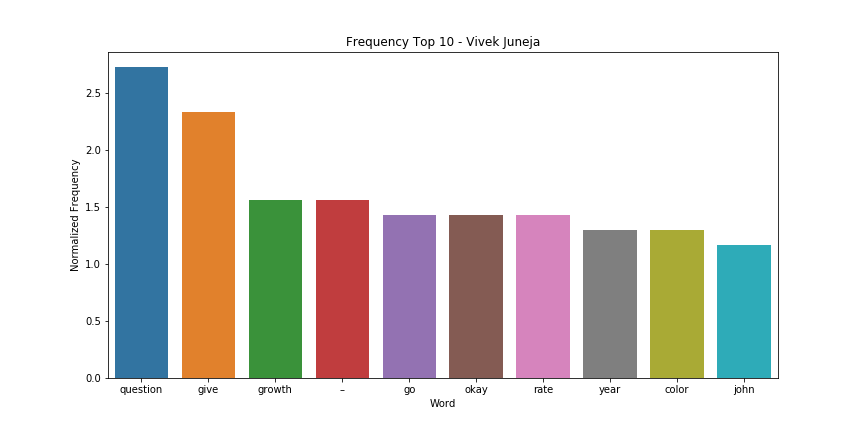 Frequency Top 10 - Vivek Juneja
Normalized Frequency
2.5
2.0
1.5
1.0
0.5
0.0
question give growth – go okay rate year color john
Word